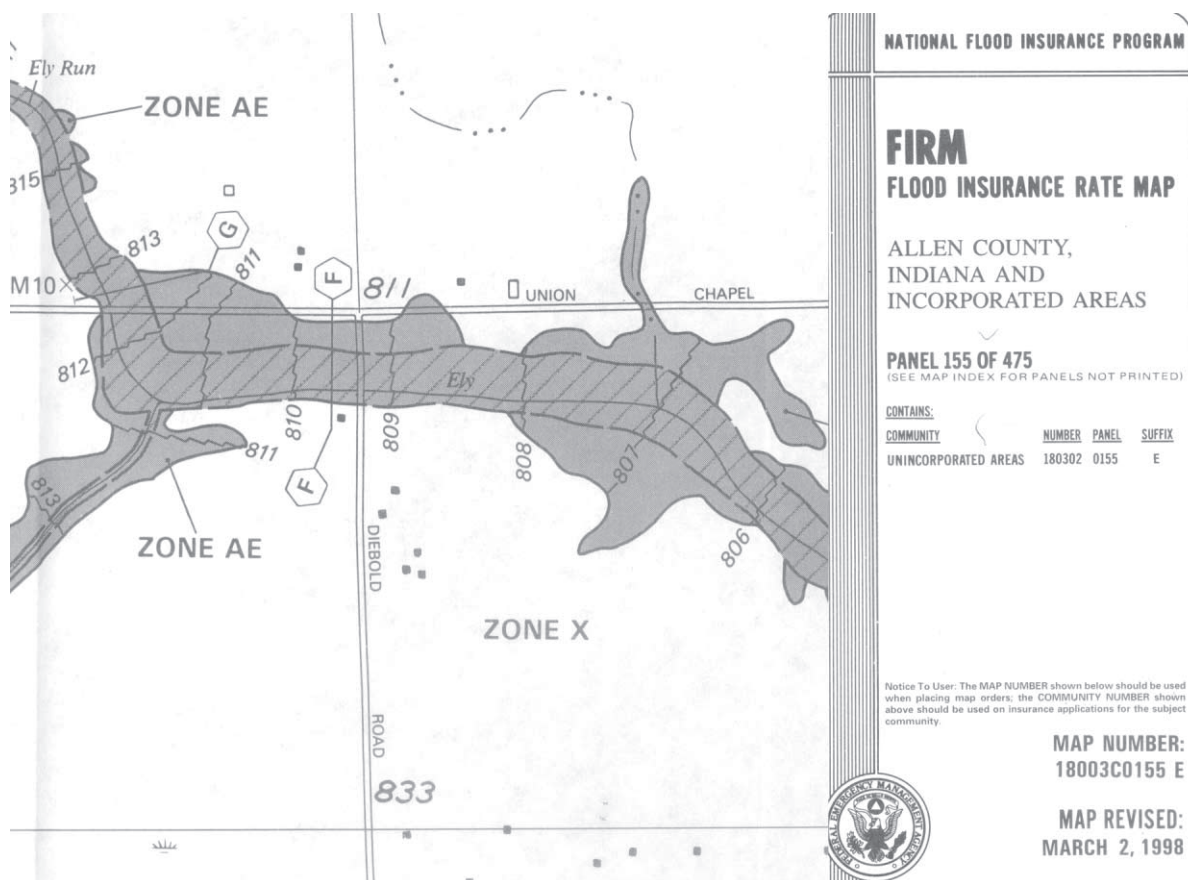 Ely Run
ZONE AE
315
G
813
811
M10
F
811
UNION CHAPEL
812
Ely
810
809
811
808
807
F
813
ZONE AE
DIEBOLD
806
ZONE X
ROAD
833
NATIONAL FLOOD INSURANCE PROGRAM
FIRM
FLOOD INSURANCE RATE MAP
ALLEN COUNTY,
INDIANA AND
INCORPORATED AREAS
PANEL 155 OF 475
(SEE MAP INDEX FOR PANELS NOT PRINTED)
CONTAINS:
COMMUNITY NUMBER PANEL SUFFIX
UNINCORPORATED AREAS 180302 0155 E
Notice To User: The MAP NUMBER shown below should be used
when placing map orders; the COMMUNITY NUMBER shown
above should be used on insurance applications for the subject
community.
MAP NUMBER:
18003C0155 E
MAP REVISED:
MARCH 2, 1998
FEDERAL EMERGENCY MANAGEMENT AGENCY